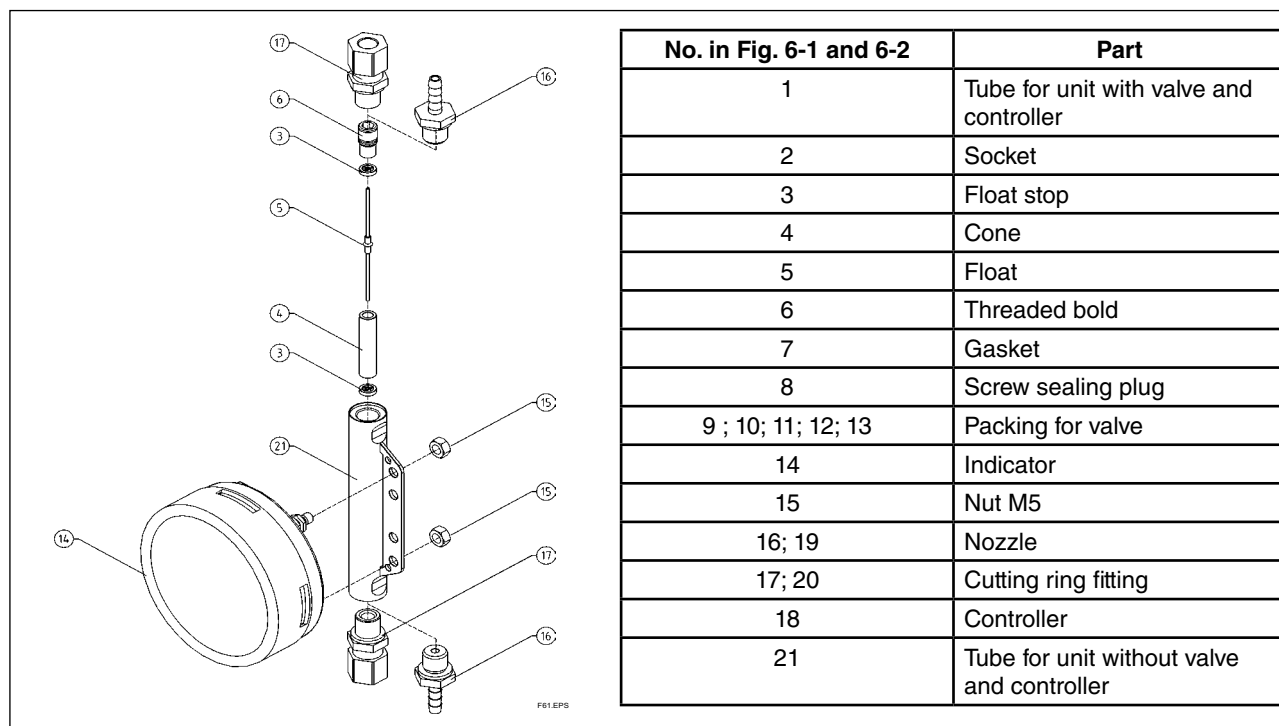 17
16
6
3
5
4
3
15
21
15
14
17
16
F61.EPS
No. in Fig. 6-1 and 6-2 Part
1 Tube for unit with valve and
controller
2 Socket
3 Float stop
4 Cone
5 Float
6 Threaded bold
7 Gasket
8 Screw sealing plug
9 ; 10; 11; 12; 13 Packing for valve
14 Indicator
15 Nut M5
16; 19 Nozzle
17; 20 Cutting ring fitting
18 Controller
21 Tube for unit without valve
and controller